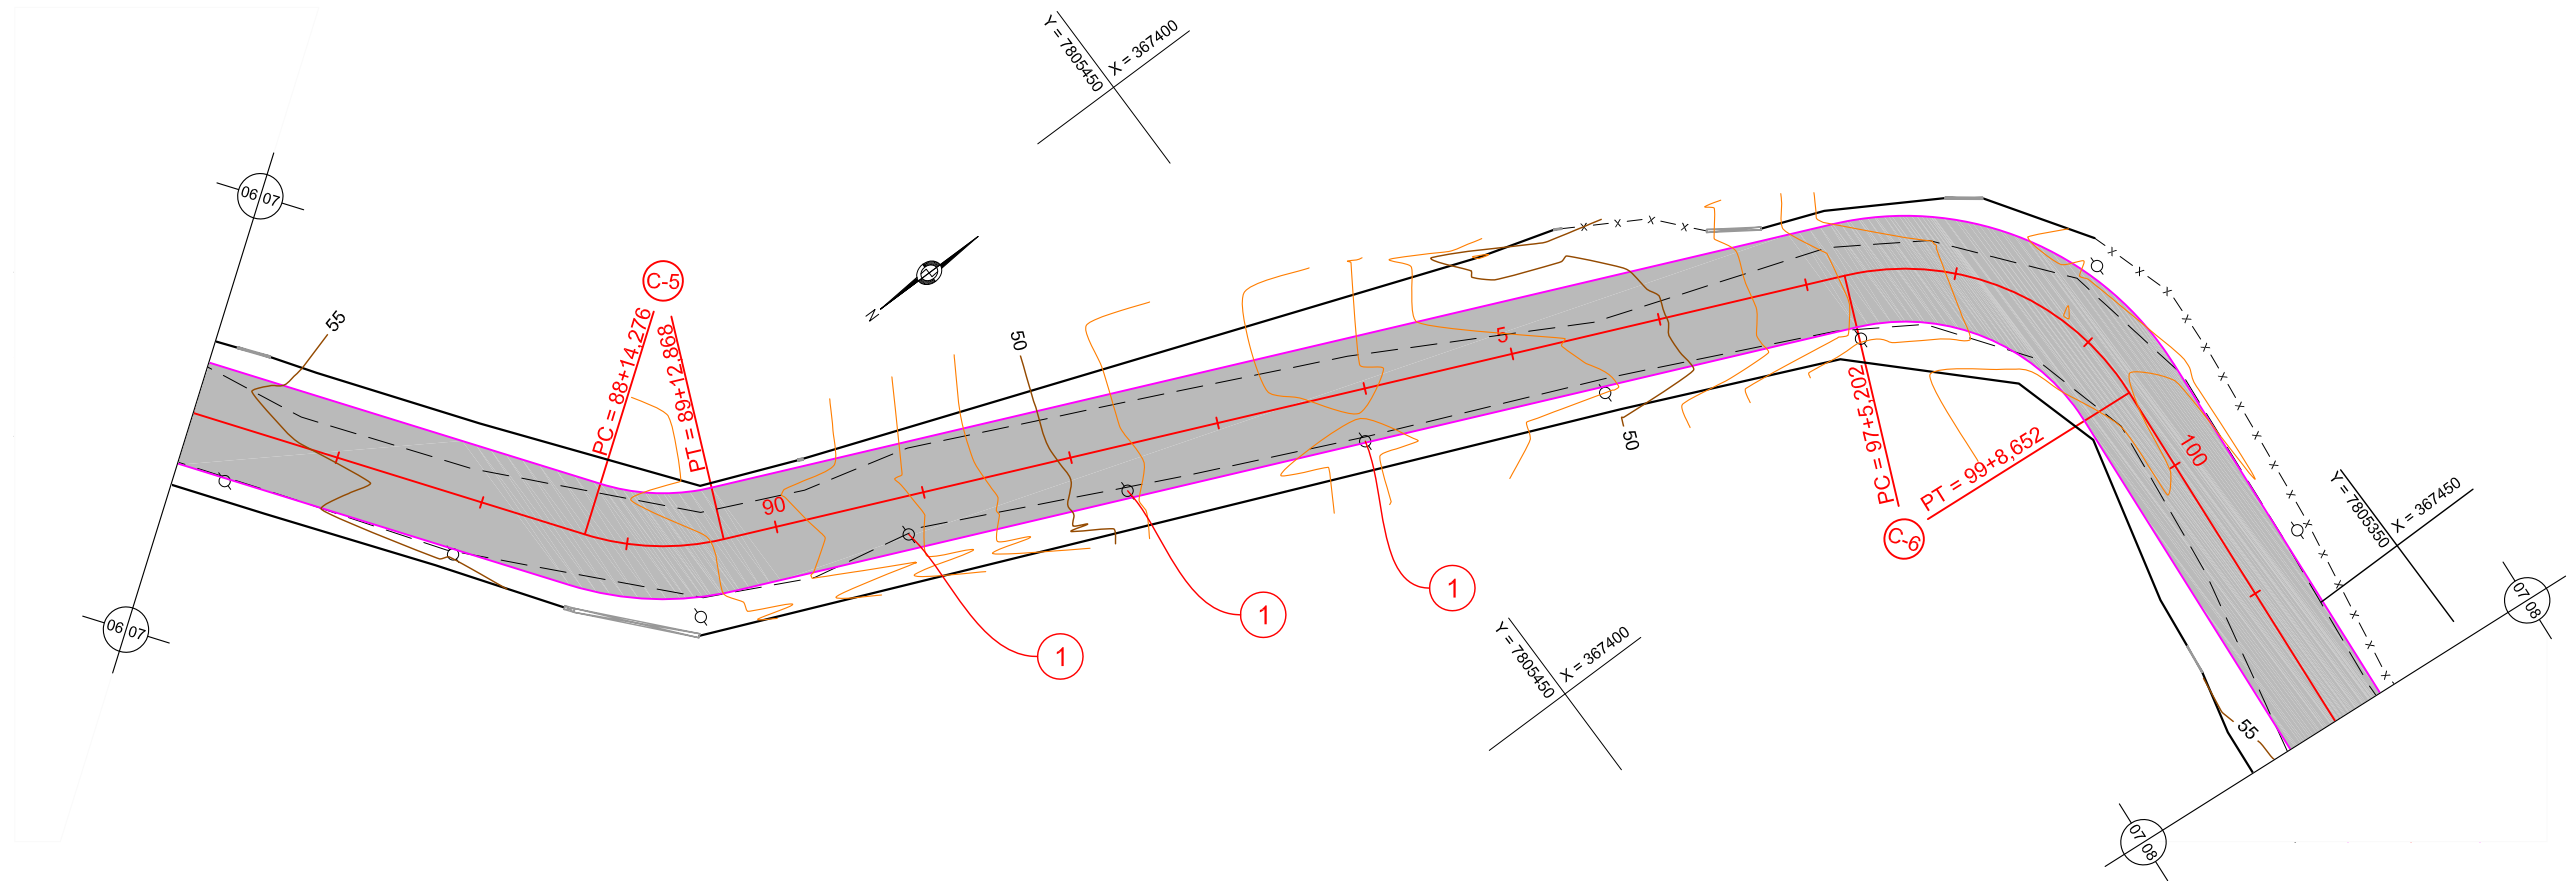 Y = 7805450
X = 367400
06 07
C-5
N
55
PC = 88+14,276
PT = 89+12,868
50
5
90
50
PC = 97+5,202
PT = 99+8,652
100
C-6
Y = 7805350
X = 367450
06 07
1
1
1
Y = 7805450
X = 367400
07 08
55
07 08
x x x x
x x x x x x x x x x x x x x x